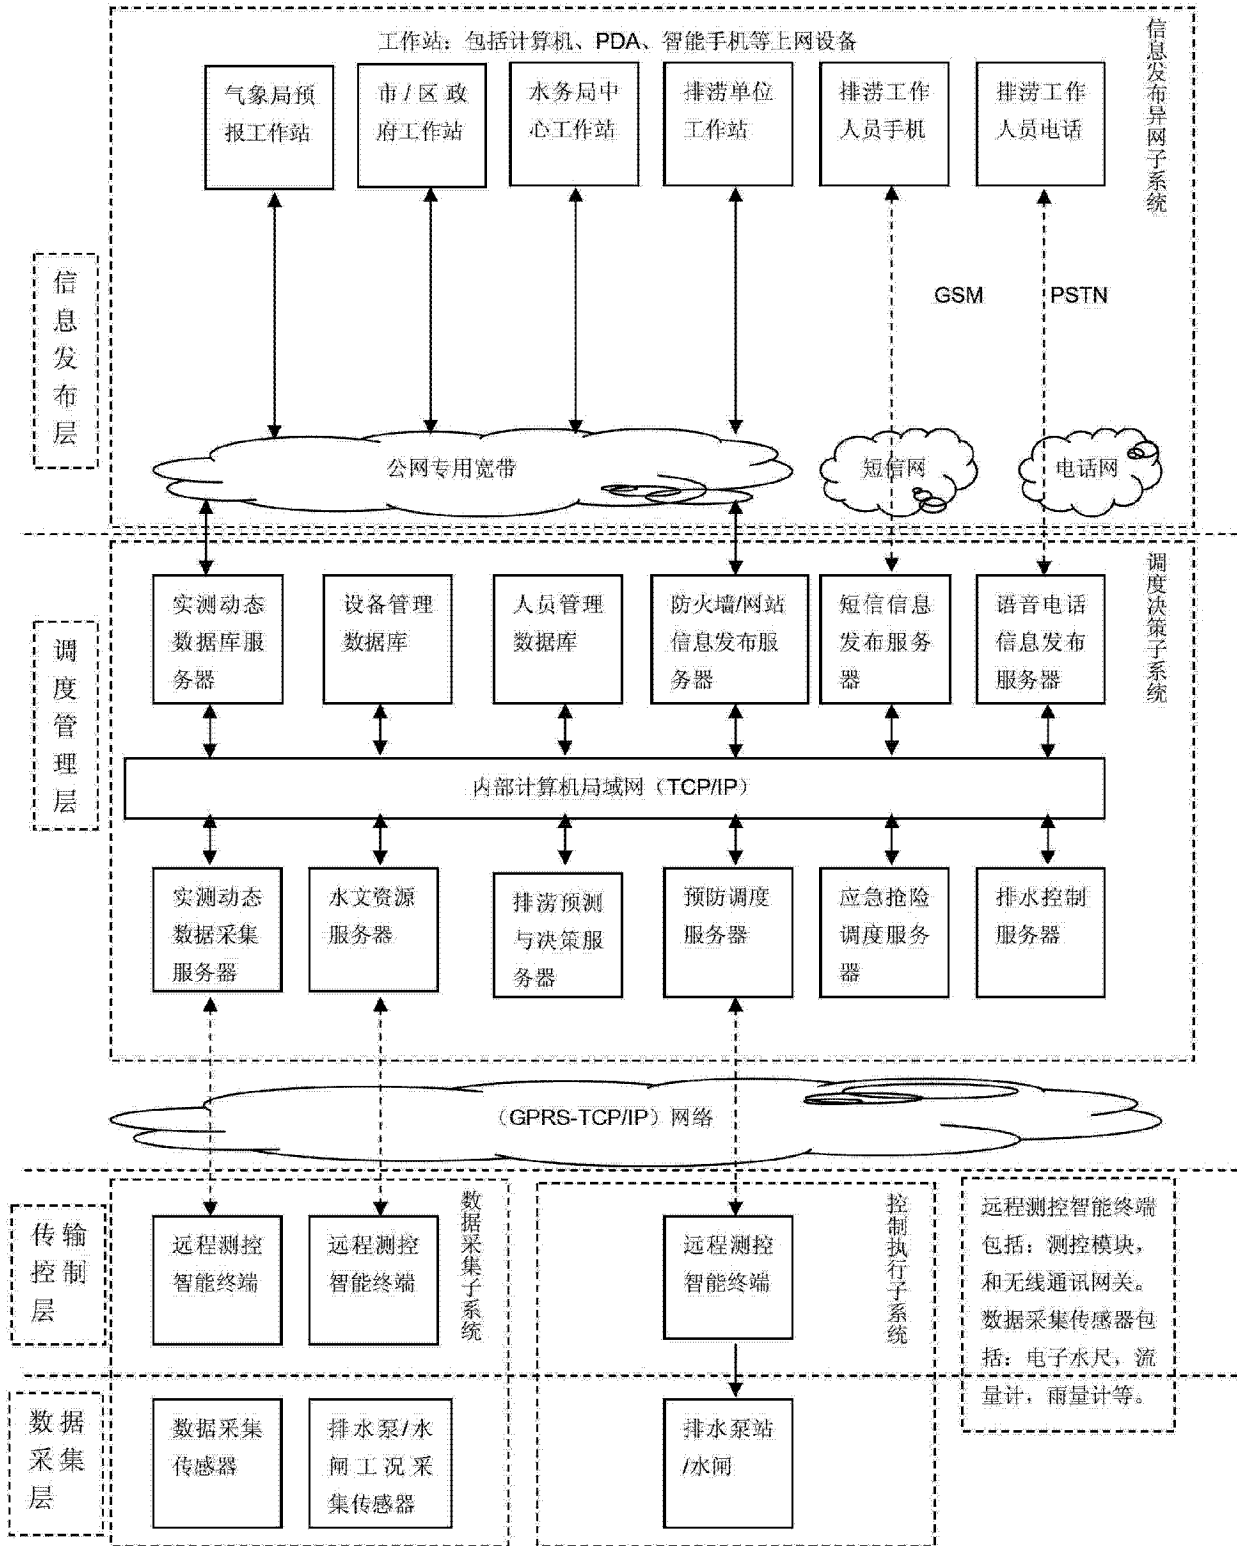 工作站：包括计算机、PDA、智能手机等上网设备
信息发布异网子系统
气象局预
报工作站
市/区政
府工作站
水务局中
心工作站
排涝单位
工作站
排涝工作
人员手机
排涝工作
人员电话
信息发布层
GSM
PSTN
公网专用宽带
短信网
电话网
调度决策子系统
实测动态
数据库服
务器
设备管理
数据库
人员管理
数据库
防火墙/网站
信息发布服
务器
短信信息
发布服务
器
语音电话
信息发布
服务器
调度管理层
内部计算机局域网（TCP/IP）
实测动态
数据采集
服务器
水文资源
服务器
排涝预测
与决策服
务器
预防调度
服务器
应急抢险
调度服务
器
排水控制
服务器
（GPRS-TCP/IP）网络
传输
控制
层
远程测控
智能终端
远程测控
智能终端
数据采集子系统
远程测控
智能终端
控制执行子系统
远程测控智能终端
包括：测控模块，
和无线通讯网关。
数据采集传感器包
括：电子水尺，流
量计，雨量计等。
数据
采集
层
数据采集
传感器
排水泵/水
闸工况采
集传感器
排水泵站
/水闸